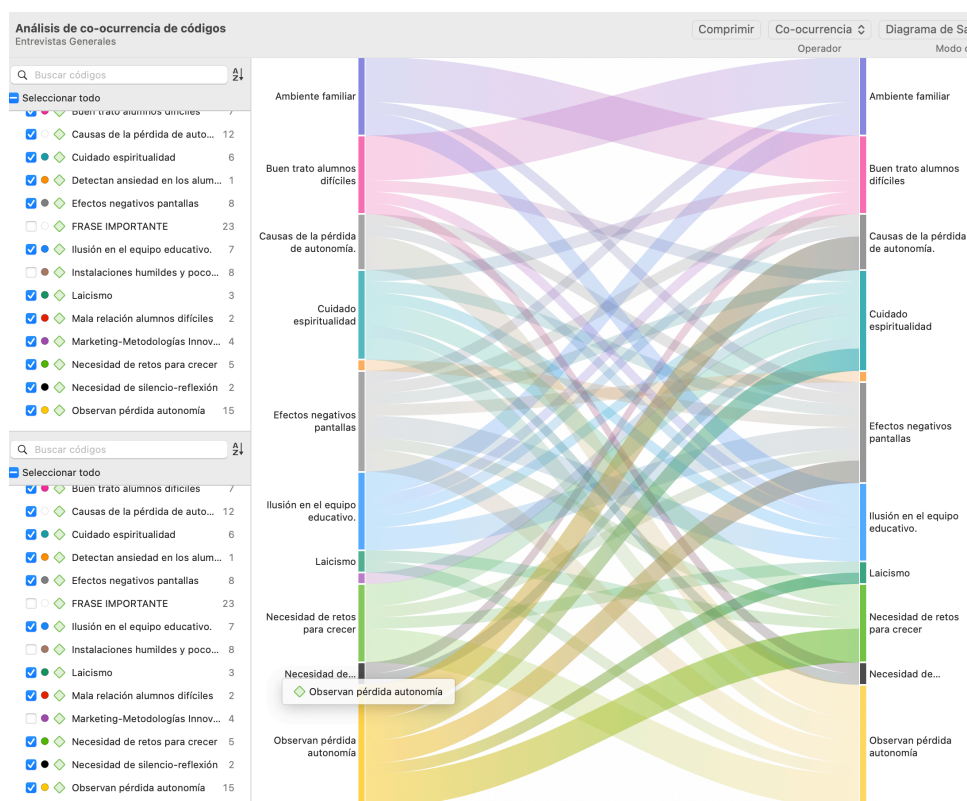 Análisis de co-ocurrencia de códigos
Entrevistas Generales
Comprimir
Co-ocurrencia
Diagrama de Sa
Operador
Modo d
Buscar códigos
Seleccionar todo
Buen trato alumnos difíciles 7
Causas de la pérdida de auto... 12
Cuidado espiritualidad 6
Detectan ansiedad en los alum... 1
Efectos negativos pantallas 8
FRASE IMPORTANTE 23
Ilusión en el equipo educativo. 7
Instalaciones humildes y poco... 8
Laicismo 3
Mala relación alumnos difíciles 2
Marketing-Metodologías Innov... 4
Necesidad de retos para crecer 5
Necesidad de silencio-reflexión 2
Observan pérdida autonomía 15
Buscar códigos
Seleccionar todo
Buen trato alumnos difíciles 7
Causas de la pérdida de auto... 12
Cuidado espiritualidad 6
Detectan ansiedad en los alum... 1
Efectos negativos pantallas 8
FRASE IMPORTANTE 23
Ilusión en el equipo educativo. 7
Instalaciones humildes y poco... 8
Laicismo 3
Mala relación alumnos difíciles 2
Marketing-Metodologías Innov... 4
Necesidad de retos para crecer 5
Necesidad de silencio-reflexión 2
Observan pérdida autonomía 15
Ambiente familiar
Buen trato alumnos
difíciles
Causas de la pérdida
de autonomía.
Cuidado
espiritualidad
Efectos negativos
pantallas
Ilusión en el equipo
educativo.
Laicismo
Necesidad de retos
para crecer
Necesidad de...
Observan pérdida autonomía
Observan pérdida
autonomía
Ambiente familiar
Buen trato alumnos
difíciles
Causas de la pérdida
de autonomía.
Cuidado
espiritualidad
Efectos negativos
pantallas
Ilusión en el equipo
educativo.
Laicismo
Necesidad de retos
para crecer
Necesidad de...
Observan pérdida
autonomía